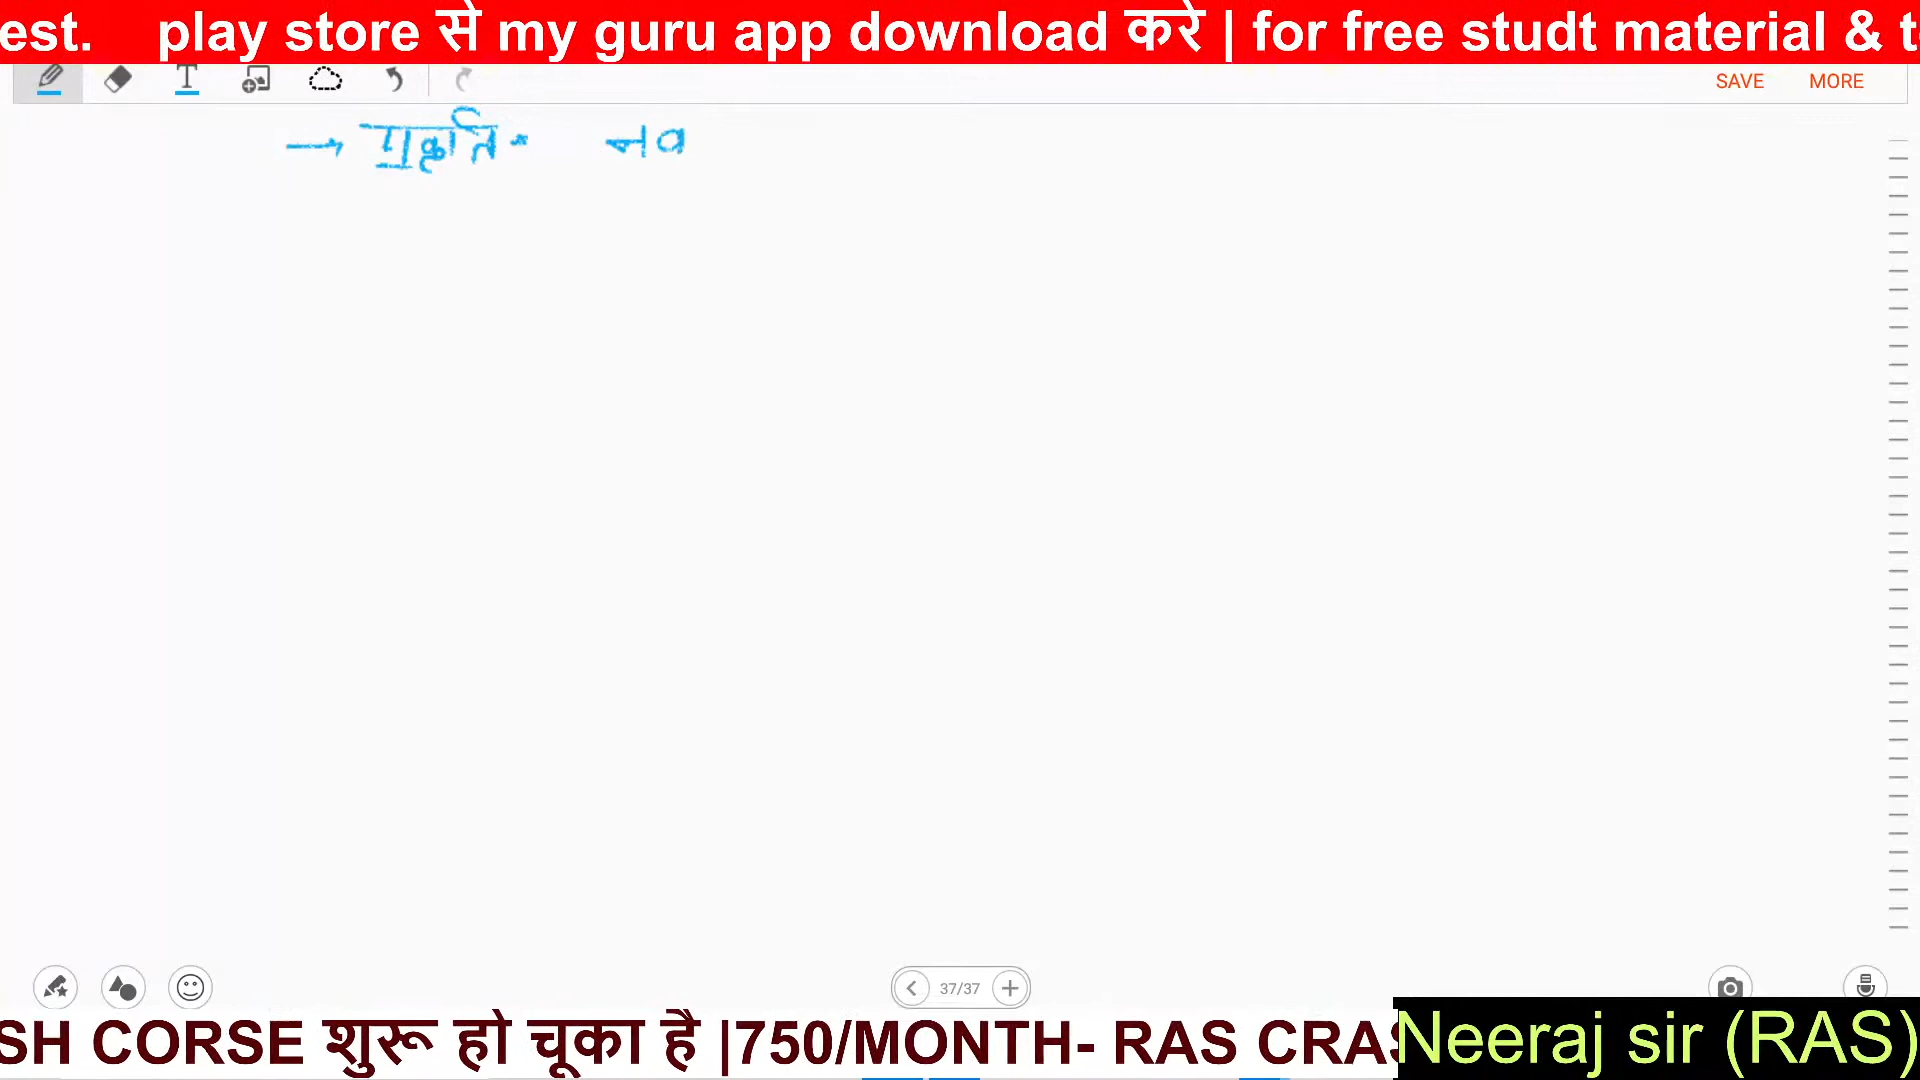 est. play store से my guru app download करे | for free studt material & t
SAVE MORE
→ प्रकृति- नव
37/37
SH CORSE शुरू हो चूका है |750/MONTH- RAS CRAS
Neeraj sir (RAS)